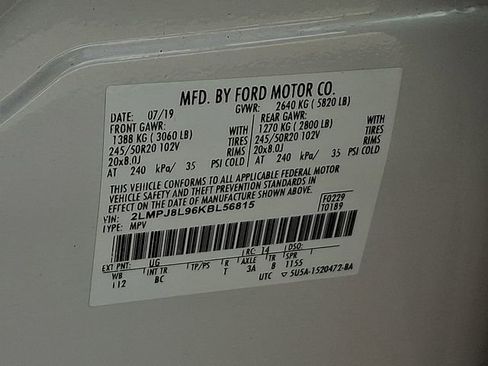 MFD. BY FORD MOTOR CO.
DATE: 07/19 GVWR: 2640 KG ( 5820 LB)
FRONT GAWR: REAR GAWR:
1388 KG ( 3060 LB) WITH 1270 KG ( 2800 LB) WITH
245/50R20 102V TIRES 245/50R20 102V TIRES
20x8.0J RIMS 20x8.0J RIMS
AT 240 kPa/ 35 PSI COLD AT 240 kPa/ 35 PSI COLD
THIS VEHICLE CONFORMS TO ALL APPLICABLE FEDERAL MOTOR
VEHICLE SAFETY AND THEFT PREVENTION STANDARDS IN
EFFECT ON THE DATE OF MANUFACTURE SHOWN ABOVE.
VIN: 2LMPJ8L96KBL56815 F0229
TYPE: MPV T0189
EXT PNT: UG RC: 14 DSO:
WB INT TR TP/PS R AXLE TR SPR
112 BC T 3A B 1155
UTC ▽ 5U5A-1520472-BA